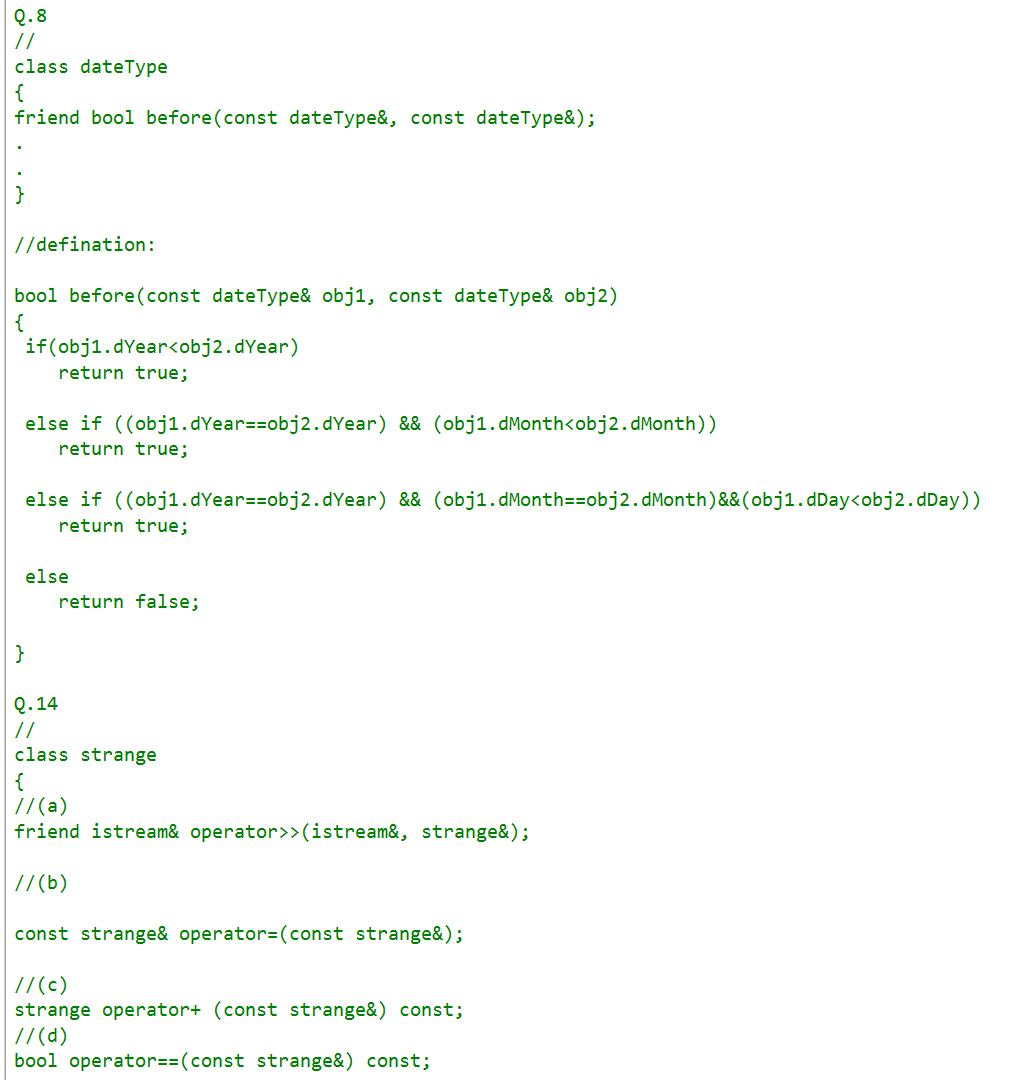 Q.8
//
class dateType
{
friend bool before(const dateType&, const dateType&);
.
.
}
//defination:
bool before(const dateType& obj1, const dateType& obj2)
{
if(obj1.dYear<obj2.dYear)
return true;
else if ((obj1.dYear==obj2.dYear) && (obj1.dMonth<obj2.dMonth))
return true;
else if ((obj1.dYear==obj2.dYear) && (obj1.dMonth==obj2.dMonth)&&(obj1.dDay<obj2.dDay))
return true;
else
return false;
}
Q.14
//
class strange
{
//(a)
friend istream& operator>>(istream&, strange&);
//(b)
const strange& operator=(const strange&);
//(c)
strange operator+ (const strange&) const;
//(d)
bool operator==(const strange&) const;